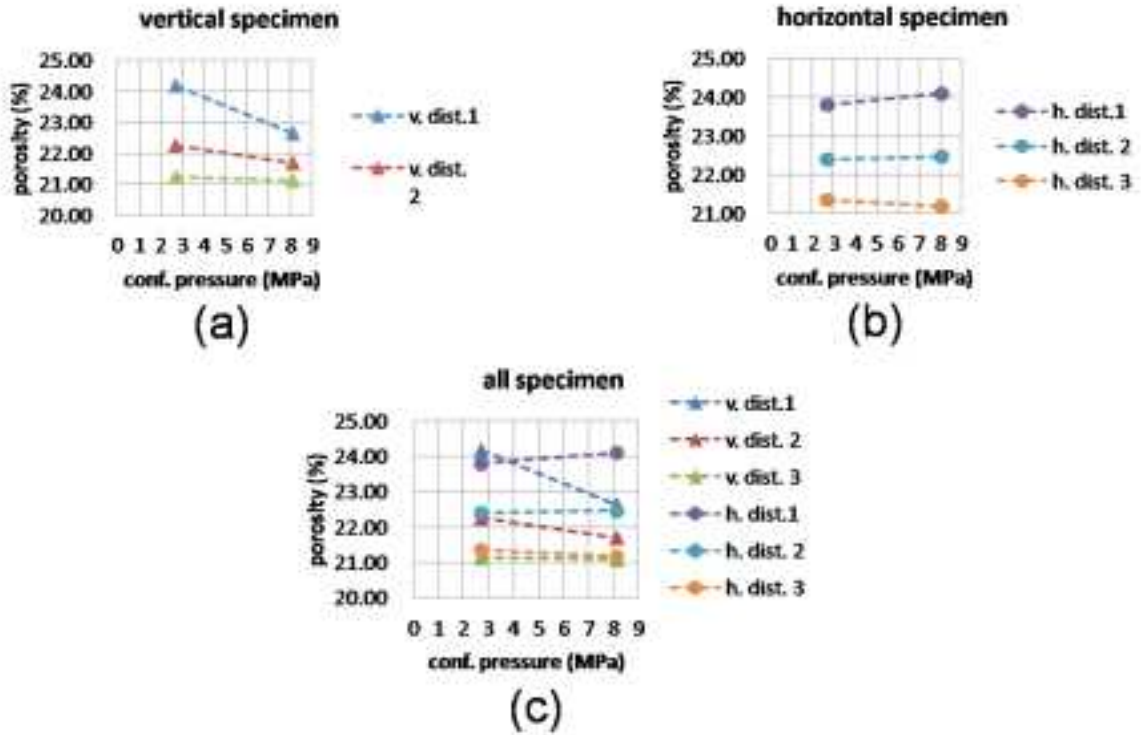 vertical specimen
porosity (%)
25.00
24.00
23.00
22.00
21.00
20.00
0 1 2 3 4 5 6 7 8 9
conf. pressure (MPa)
v. dist.1
v. dist.
2
(a)
horizontal specimen
porosity (%)
25.00
24.00
23.00
22.00
21.00
0 1 2 3 4 5 6 7 8 9
conf. pressure (MPa)
h. dist.1
h. dist. 2
h. dist. 3
(b)
all specimen
porosity (%)
25.00
24.00
23.00
22.00
21.00
20.00
0 1 2 3 4 5 6 7 8 9
conf. pressure (MPa)
v. dist.1
v. dist. 2
v. dist. 3
h. dist.1
h. dist. 2
h. dist. 3
(c)